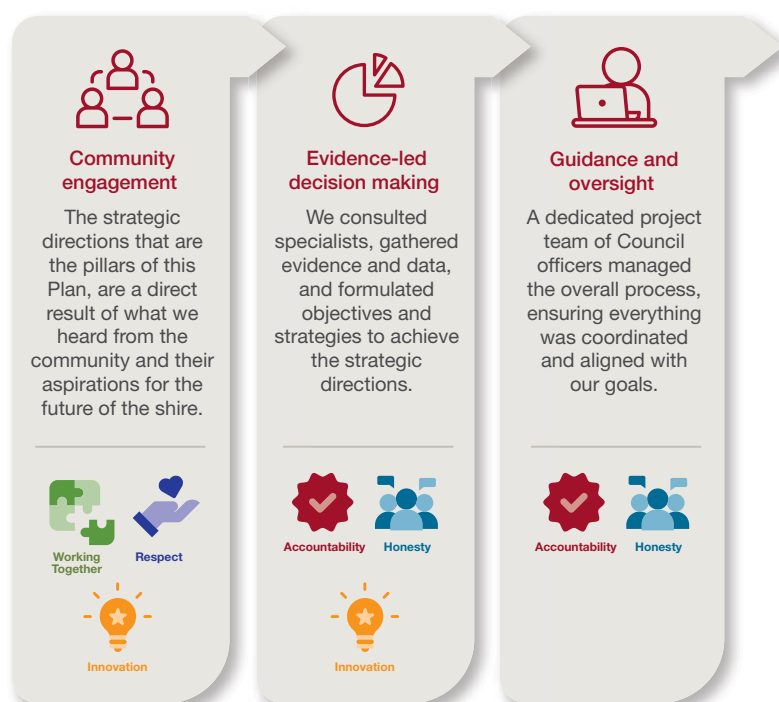 Community
engagement
The strategic
directions that are
the pillars of this
Plan, are a direct
result of what we
heard from the
community and their
aspirations for the
future of the shire.
Working
Together
Respect
Innovation
Evidence-led
decision making
We consulted
specialists, gathered
evidence and data,
and formulated
objectives and
strategies to achieve
the strategic
directions.
Accountability
Honesty
Innovation
Guidance and
oversight
A dedicated project
team of Council
officers managed
the overall process,
ensuring everything
was coordinated
and aligned with
our goals.
Accountability
Honesty